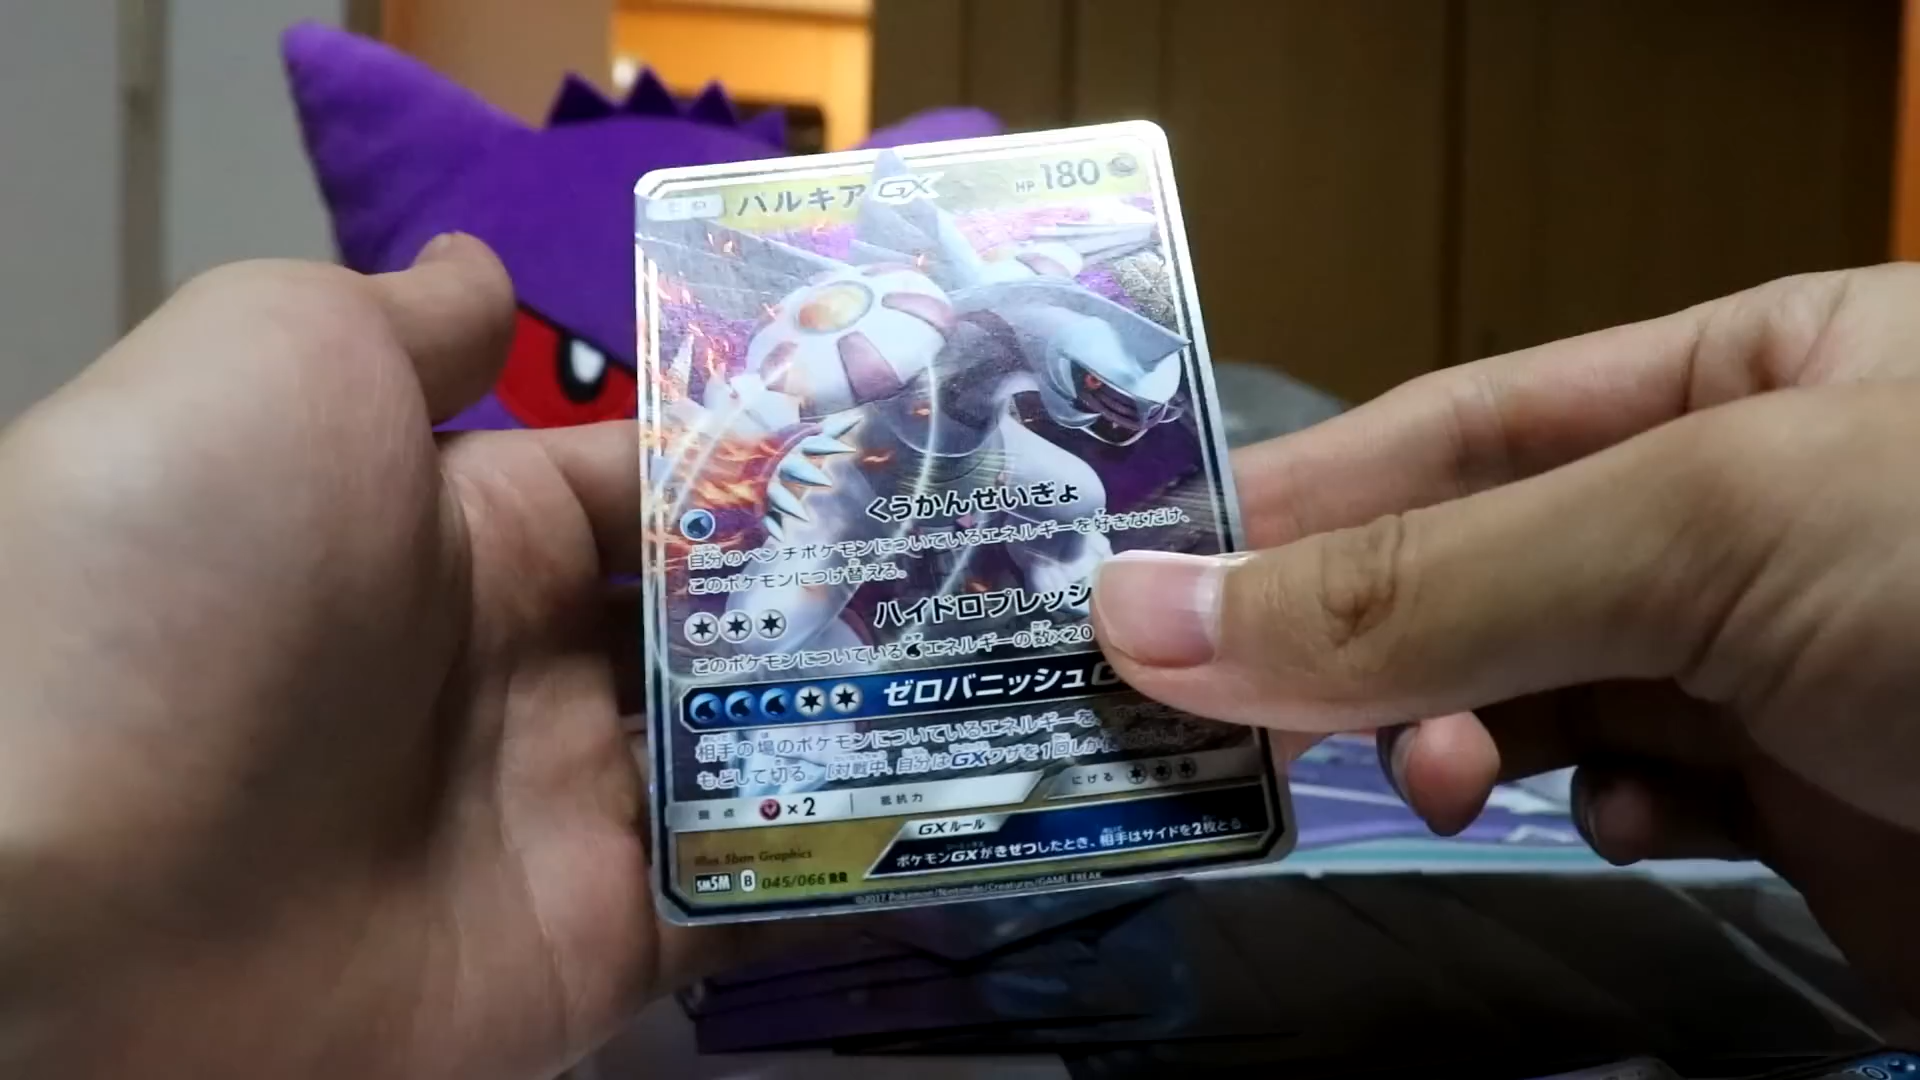 パルキアGX HP 180
くうかんせいぎょ
自分のベンチポケモンについているエネルギーを好きなだけ、
このポケモンにつけ替える。
ハイドロプレッシ
このポケモンについているエネルギーの数×20
ゼロバニッシュG
相手の場のポケモンについているエネルギーを、
もどして切る。[対戦中、自分はGXワザを1回しか
弱点 ×2 抵抗力 にげる
GXルール
ポケモンGXがきぜつしたとき、相手はサイドを2枚とる
Illus. 5ban Graphics
SM5M B 045/066 RR
©2017 Pokémon/Nintendo/Creatures/GAME FREAK